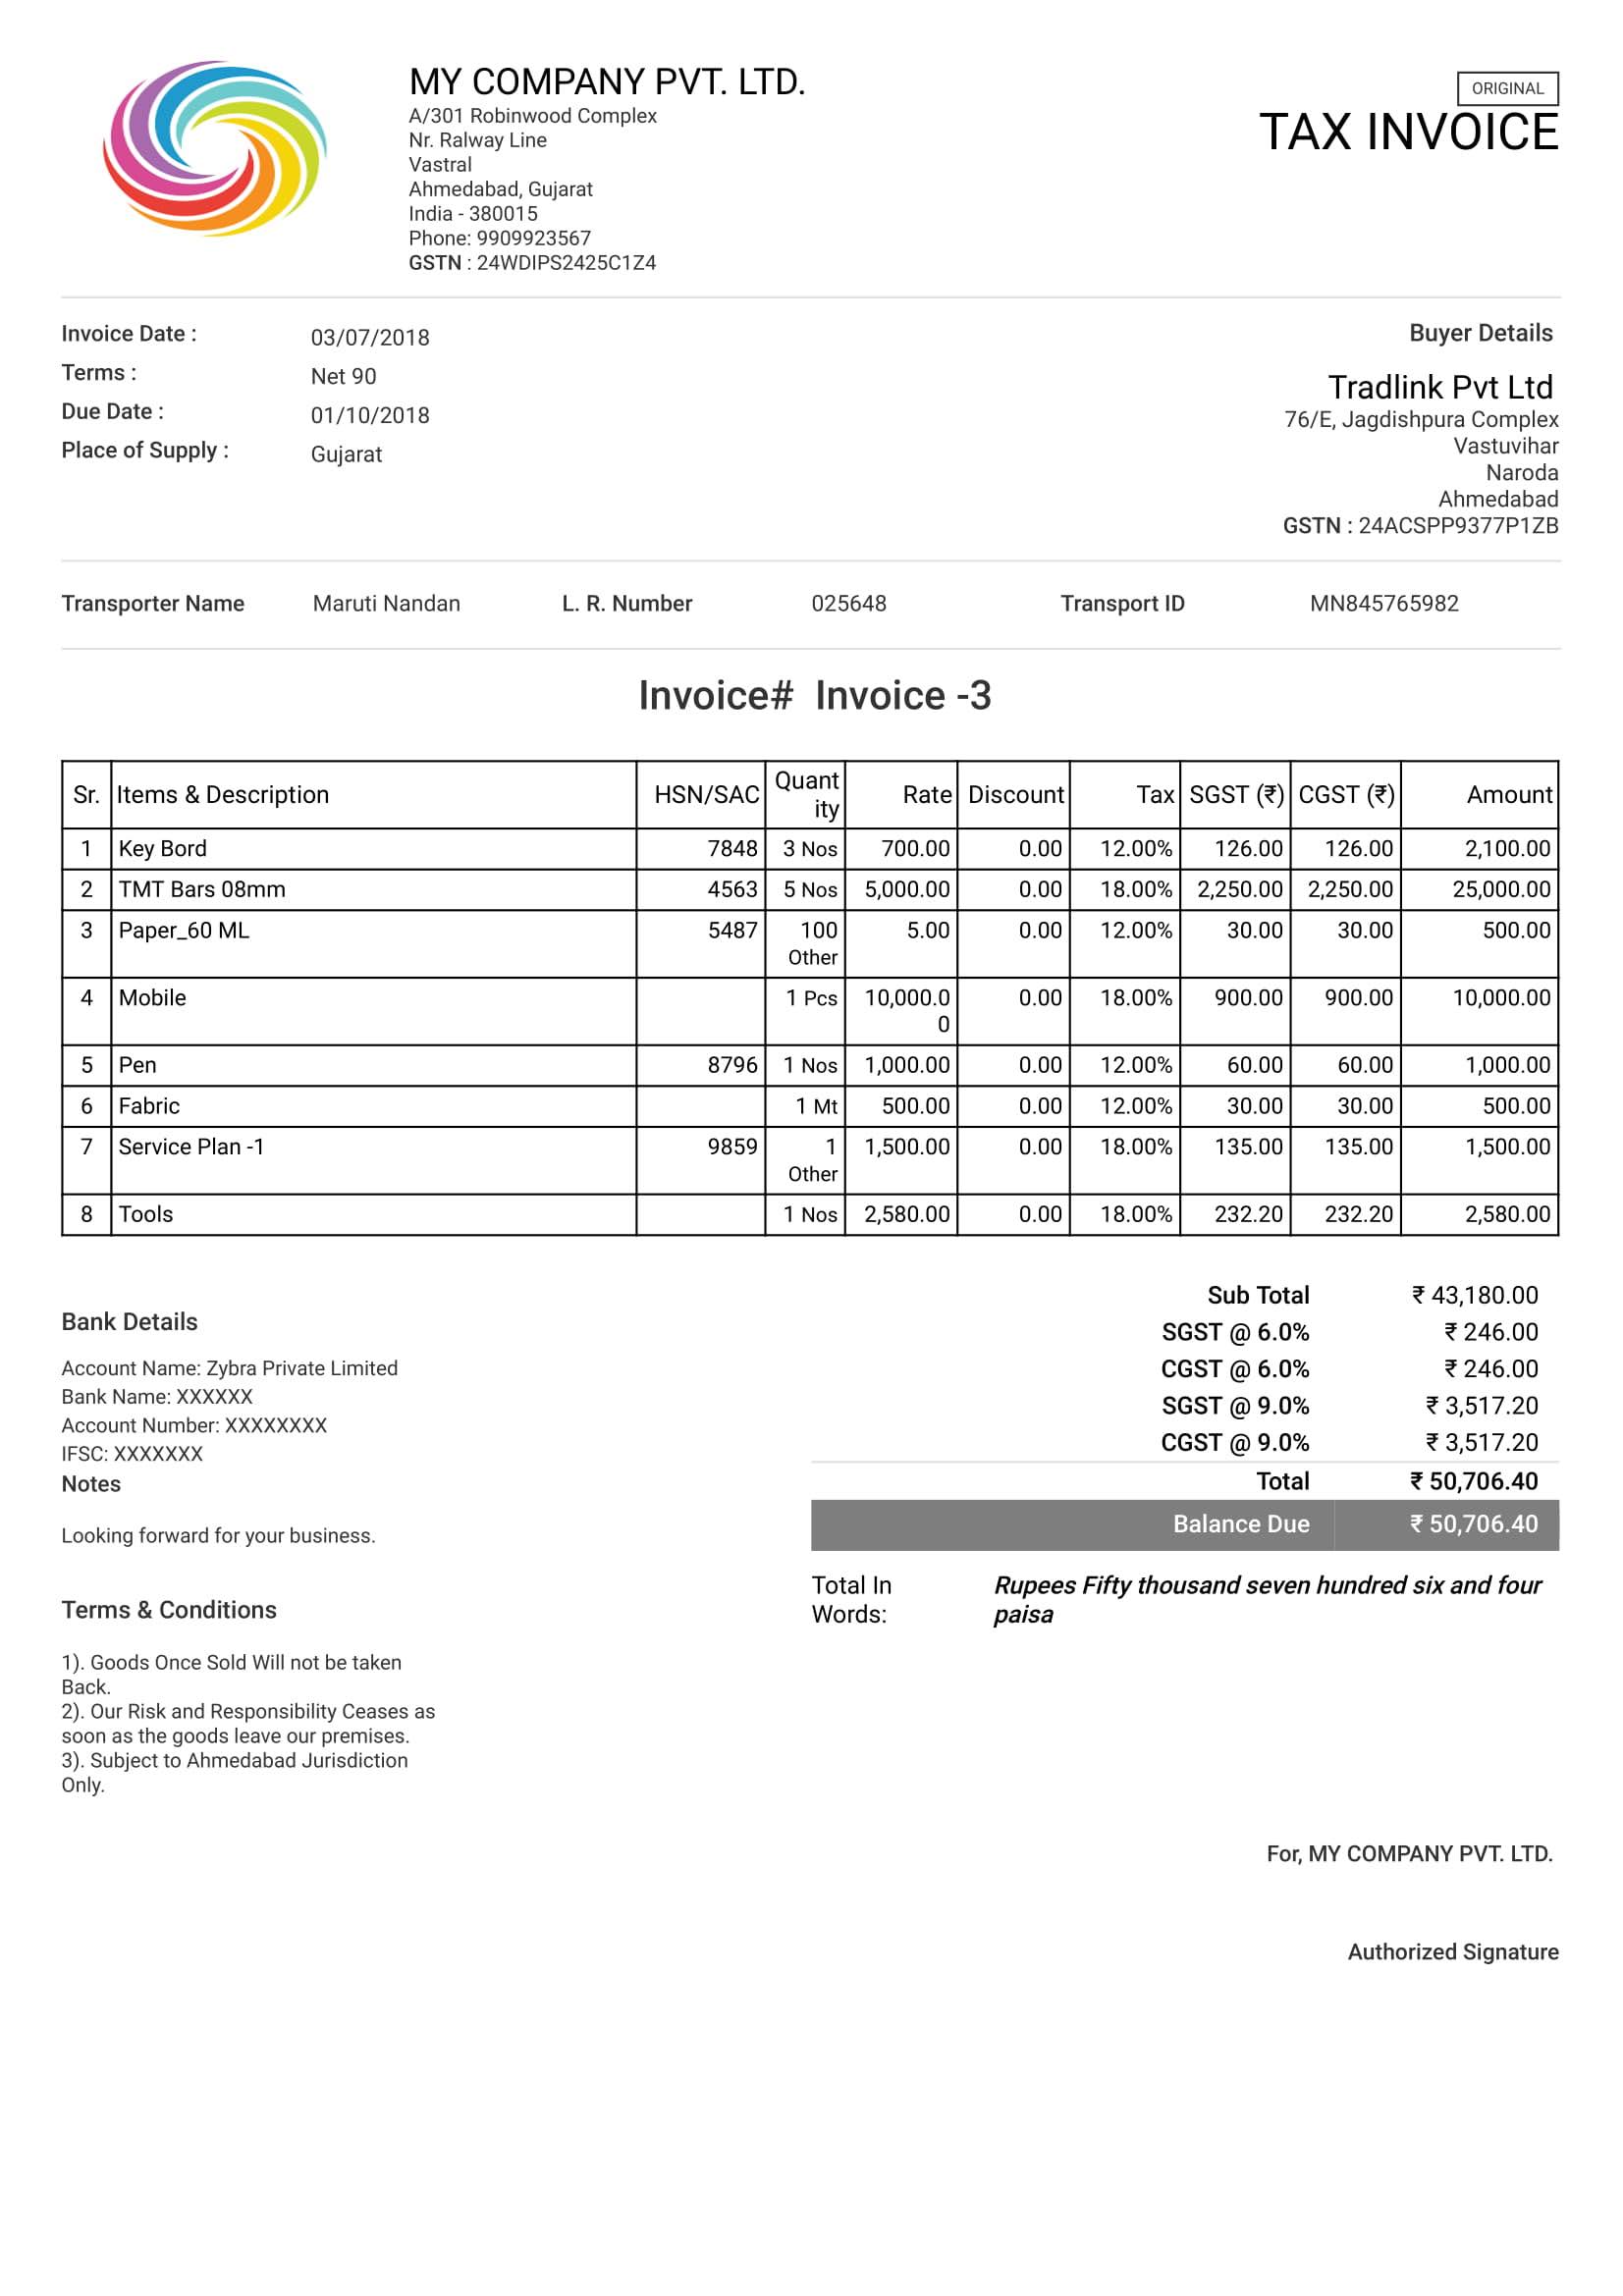 MY COMPANY PVT. LTD.
A/301 Robinwood Complex
Nr. Ralway Line
Vastral
Ahmedabad, Gujarat
India - 380015
Phone: 9909923567
GSTN : 24WDIPS2425C1Z4
ORIGINAL
TAX INVOICE
Invoice Date : 03/07/2018
Terms : Net 90
Due Date : 01/10/2018
Place of Supply : Gujarat
Buyer Details
Tradlink Pvt Ltd
76/E, Jagdishpura Complex
Vastuvihar
Naroda
Ahmedabad
GSTN : 24ACSPP9377P1ZB
Transporter Name Maruti Nandan L. R. Number 025648 Transport ID MN845765982
Invoice# Invoice -3
Sr. Items & Description HSN/SAC Quantity Rate Discount Tax SGST (₹) CGST (₹) Amount
1 Key Bord 7848 3 Nos 700.00 0.00 12.00% 126.00 126.00 2,100.00
2 TMT Bars 08mm 4563 5 Nos 5,000.00 0.00 18.00% 2,250.00 2,250.00 25,000.00
3 Paper_60 ML 5487 100 Other 5.00 0.00 12.00% 30.00 30.00 500.00
4 Mobile 1 Pcs 10,000.00 0.00 18.00% 900.00 900.00 10,000.00
5 Pen 8796 1 Nos 1,000.00 0.00 12.00% 60.00 60.00 1,000.00
6 Fabric 1 Mt 500.00 0.00 12.00% 30.00 30.00 500.00
7 Service Plan -1 9859 1 Other 1,500.00 0.00 18.00% 135.00 135.00 1,500.00
8 Tools 1 Nos 2,580.00 0.00 18.00% 232.20 232.20 2,580.00
Sub Total ₹ 43,180.00
SGST @ 6.0% ₹ 246.00
CGST @ 6.0% ₹ 246.00
SGST @ 9.0% ₹ 3,517.20
CGST @ 9.0% ₹ 3,517.20
Total ₹ 50,706.40
Balance Due ₹ 50,706.40
Total In Words: Rupees Fifty thousand seven hundred six and four
paisa
Bank Details
Account Name: Zybra Private Limited
Bank Name: XXXXXX
Account Number: XXXXXXXX
IFSC: XXXXXXX
Notes
Looking forward for your business.
Terms & Conditions
1). Goods Once Sold Will not be taken
Back.
2). Our Risk and Responsibility Ceases as
soon as the goods leave our premises.
3). Subject to Ahmedabad Jurisdiction
Only.
For, MY COMPANY PVT. LTD.
Authorized Signature